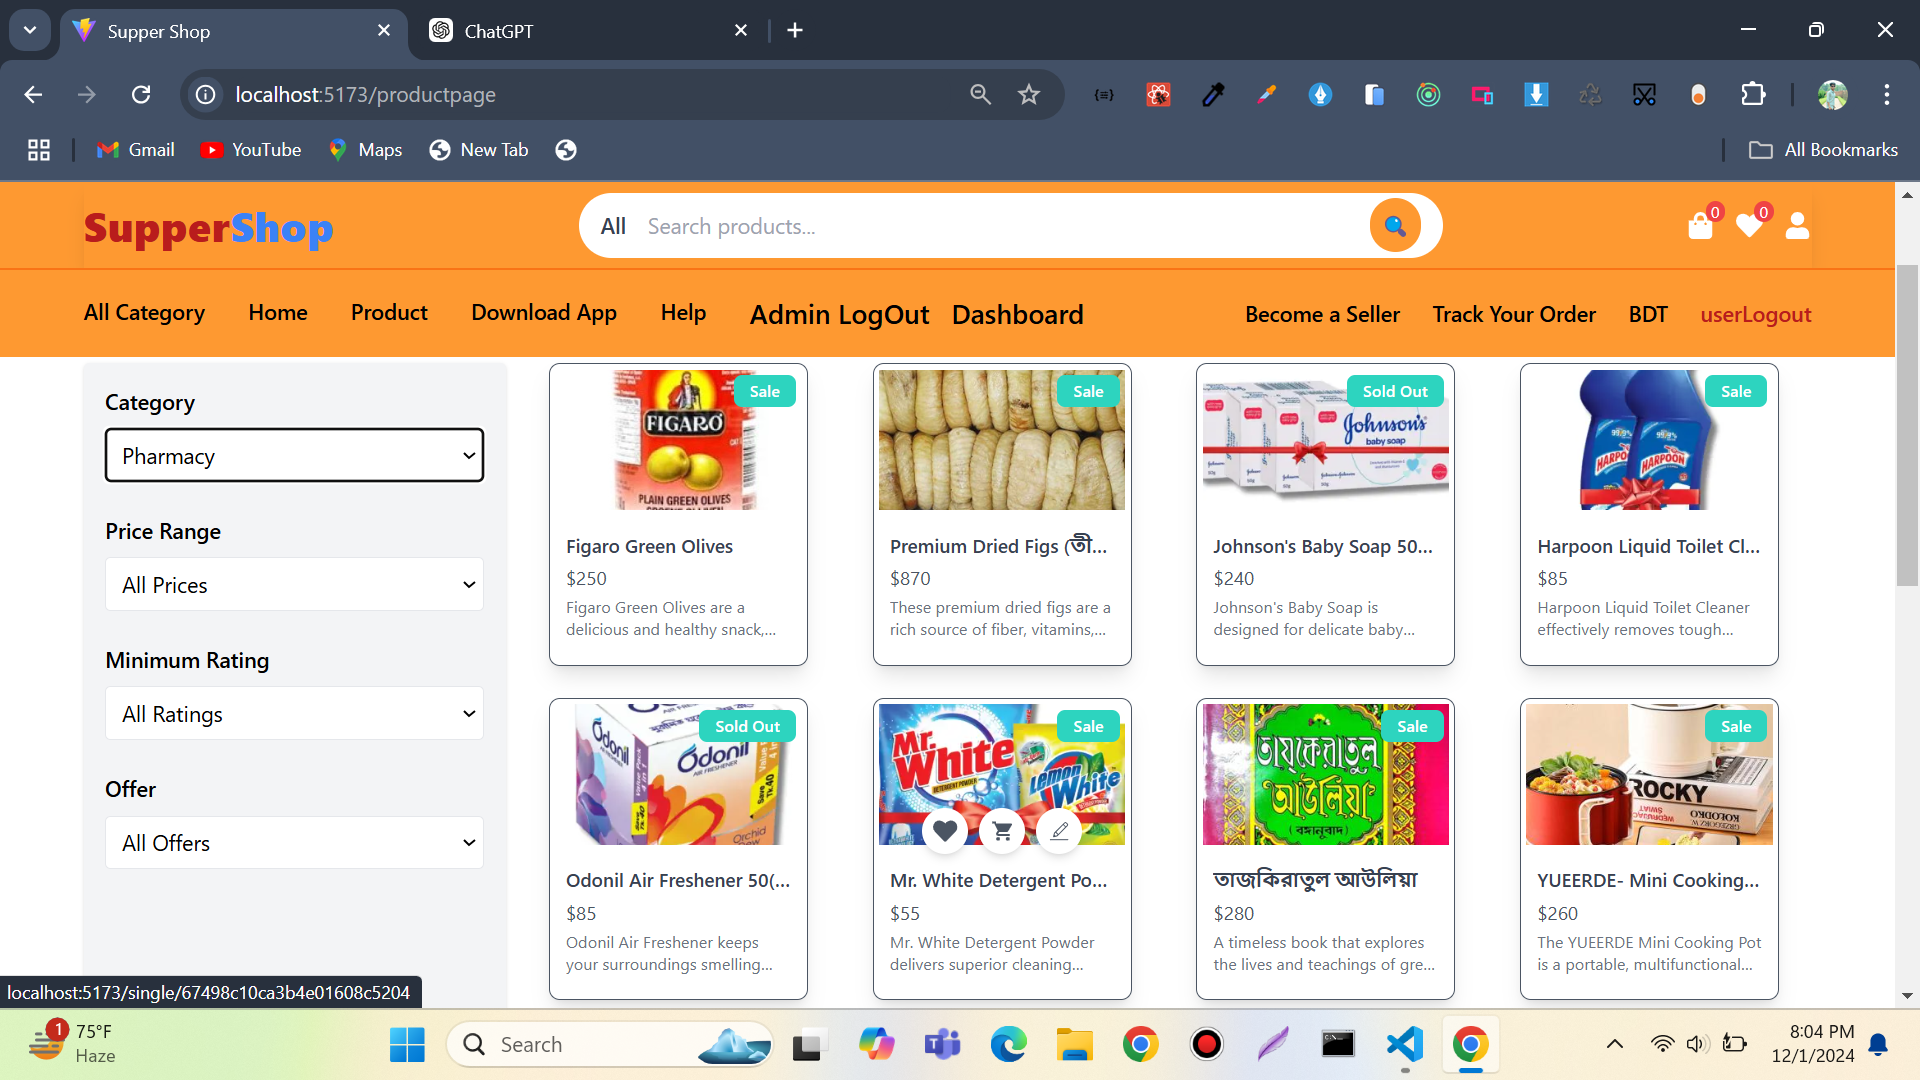 Supper Shop
ChatGPT
localhost:5173/productpage
Gmail
YouTube
Maps
New Tab
All Bookmarks
SupperShop
All
Search products...
0
0
All Category
Home
Product
Download App
Help
Admin LogOut
Dashboard
Become a Seller
Track Your Order
BDT
userLogout
Category
Pharmacy
Price Range
All Prices
Minimum Rating
All Ratings
Offer
All Offers
Sale
FIGARO
PLAIN GREEN OLIVES
Figaro Green Olives
$250
Figaro Green Olives are a
delicious and healthy snack,...
Sale
Premium Dried Figs (তী...
$870
These premium dried figs are a
rich source of fiber, vitamins,...
Sold Out
Johnson's
baby soap
Johnson's Baby Soap 50...
$240
Johnson's Baby Soap is
designed for delicate baby...
Sale
HARPOON
Harpoon Liquid Toilet Cl...
$85
Harpoon Liquid Toilet Cleaner
effectively removes tough...
Sold Out
Odonil
Odonil
AIR FRESHENER
Save
Tk.40
Orchid
Odonil Air Freshener 50(...
$85
Odonil Air Freshener keeps
your surroundings smelling...
Sale
Mr.
White
DETERGENT POWDER
Lemon
White
Mr. White Detergent Po...
$55
Mr. White Detergent Powder
delivers superior cleaning...
Sale
তাযকেরাতুল
আউলিয়া
(বঙ্গানুবাদ)
তাজকিরাতুল আউলিয়া
$280
A timeless book that explores
the lives and teachings of gre...
Sale
ROCKY
KOLODKO
YUEERDE- Mini Cooking...
$260
The YUEERDE Mini Cooking Pot
is a portable, multifunctional...
localhost:5173/single/67498c10ca3b4e01608c5204
1
75°F
Haze
Search
8:04 PM
12/1/2024